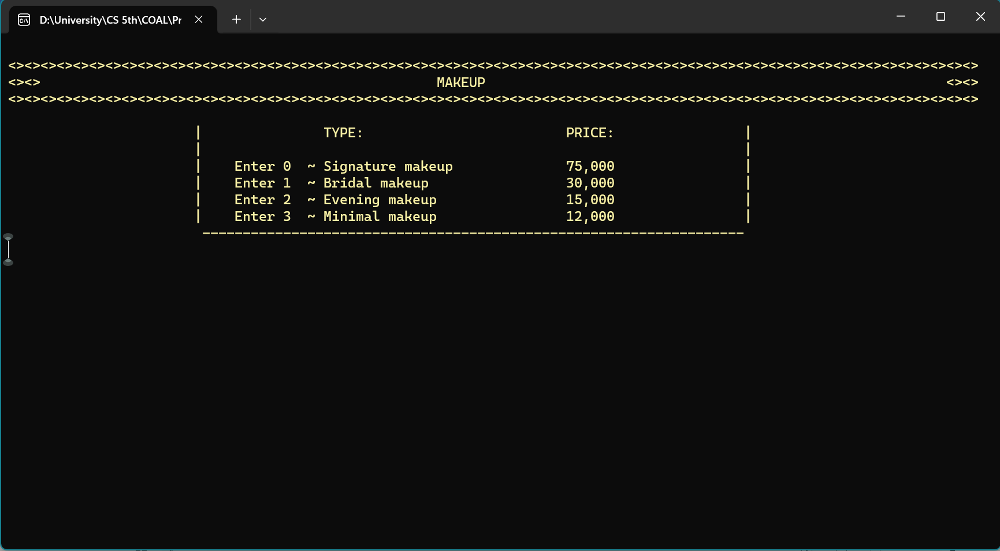 D:\University\CS 5th\COAL\Pr
<><><><><><><><><><><><><><><><><><><><><><><><><><><><><><><><><><><><><><><><><><><><><><><><><><><><><><><><><><><><>
<><> MAKEUP <><>
<><><><><><><><><><><><><><><><><><><><><><><><><><><><><><><><><><><><><><><><><><><><><><><><><><><><><><><><><><><><>
| TYPE: PRICE: |
| |
| Enter 0 ~ Signature makeup 75,000 |
| Enter 1 ~ Bridal makeup 30,000 |
| Enter 2 ~ Evening makeup 15,000 |
| Enter 3 ~ Minimal makeup 12,000 |
-------------------------------------------------------------------